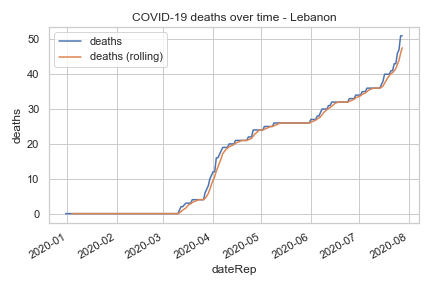 COVID-19 deaths over time - Lebanon
deaths
deaths (rolling)
50
40
30
20
10
0
deaths
2020-01
2020-02
2020-03
2020-04
2020-05
2020-06
2020-07
2020-08
dateRep